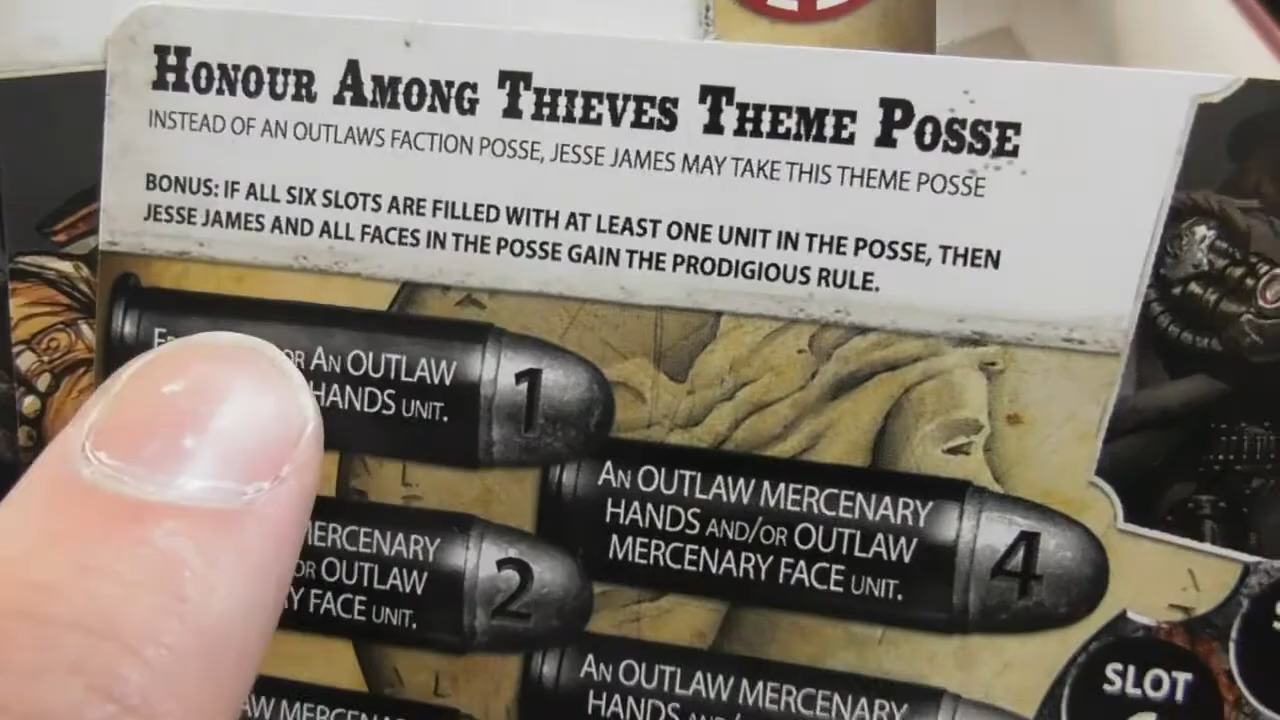 HONOUR AMONG THIEVES THEME POSSE
INSTEAD OF AN OUTLAWS FACTION POSSE, JESSE JAMES MAY TAKE THIS THEME POSSE
BONUS: IF ALL SIX SLOTS ARE FILLED WITH AT LEAST ONE UNIT IN THE POSSE, THEN
JESSE JAMES AND ALL FACES IN THE POSSE GAIN THE PRODIGIOUS RULE.
AN OUTLAW
HANDS UNIT.
1
OUTLAW
FACE UNIT.
2
AN OUTLAW MERCENARY
HANDS AND/OR OUTLAW
MERCENARY FACE UNIT.
4
AN OUTLAW MERCENARY
HANDS
SLOT